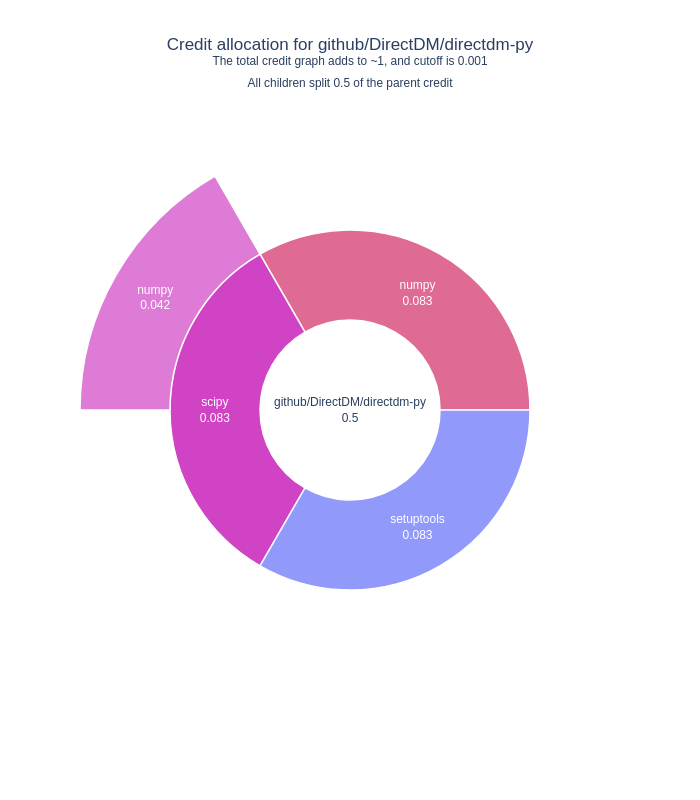 Credit allocation for github/DirectDM/directdm-py
The total credit graph adds to ~1, and cutoff is 0.001
All children split 0.5 of the parent credit
numpy
0.083
numpy
0.042
scipy
0.083
github/DirectDM/directdm-py
0.5
setuptools
0.083